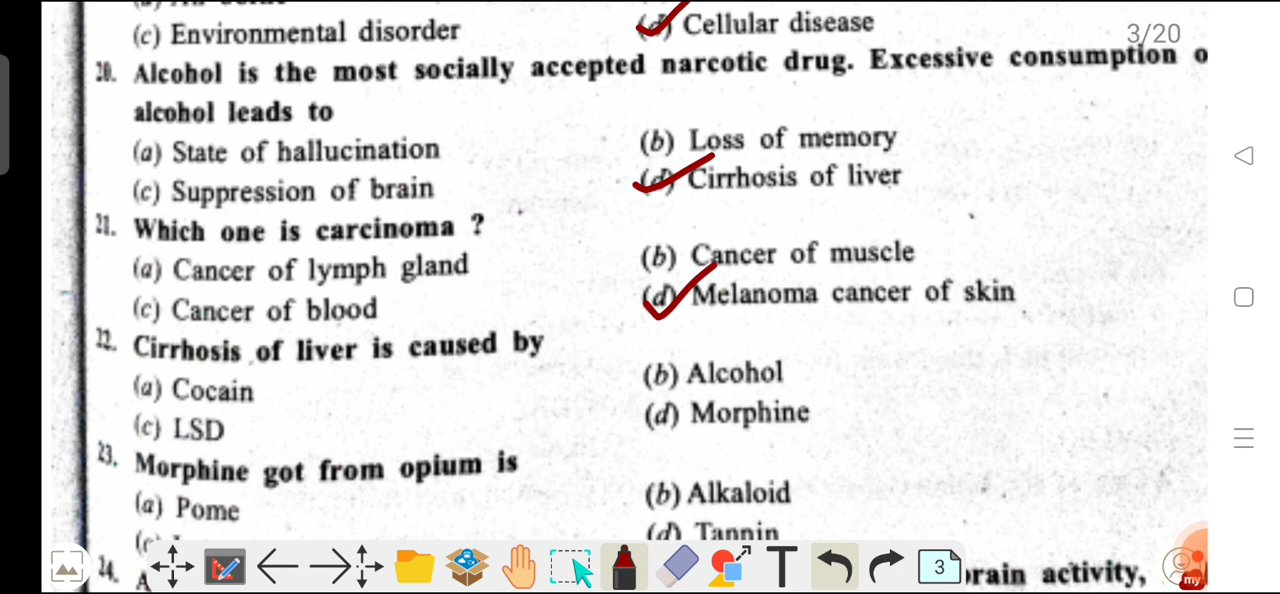 (c) Environmental disorder
(d) Cellular disease
3/20
20. Alcohol is the most socially accepted narcotic drug. Excessive consumption o
alcohol leads to
(a) State of hallucination
(b) Loss of memory
(c) Suppression of brain
(d) Cirrhosis of liver
21. Which one is carcinoma ?
(a) Cancer of lymph gland
(b) Cancer of muscle
(c) Cancer of blood
(d) Melanoma cancer of skin
22. Cirrhosis of liver is caused by
(a) Cocain
(b) Alcohol
(c) LSD
(d) Morphine
23. Morphine got from opium is
(a) Pome
(b) Alkaloid
(d) Tannin
24. A
brain activity,
T
3
my